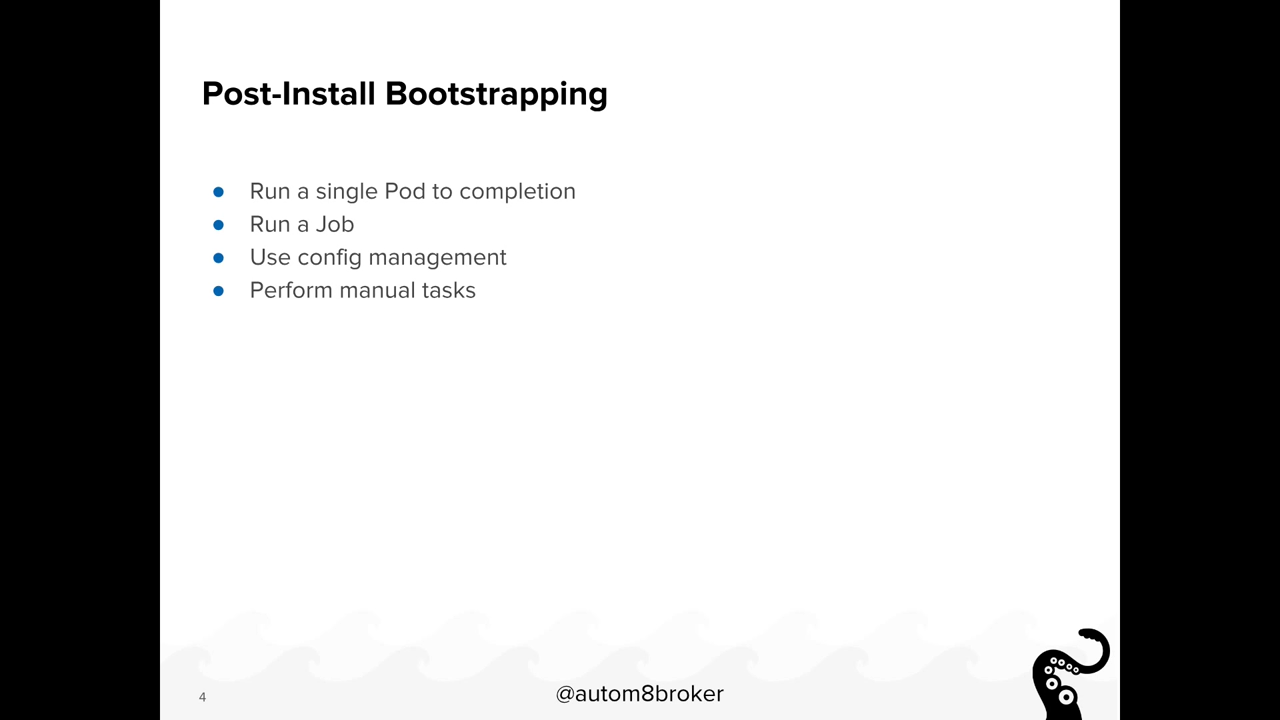 Post-Install Bootstrapping
● Run a single Pod to completion
● Run a Job
● Use config management
● Perform manual tasks
4
@autom8broker